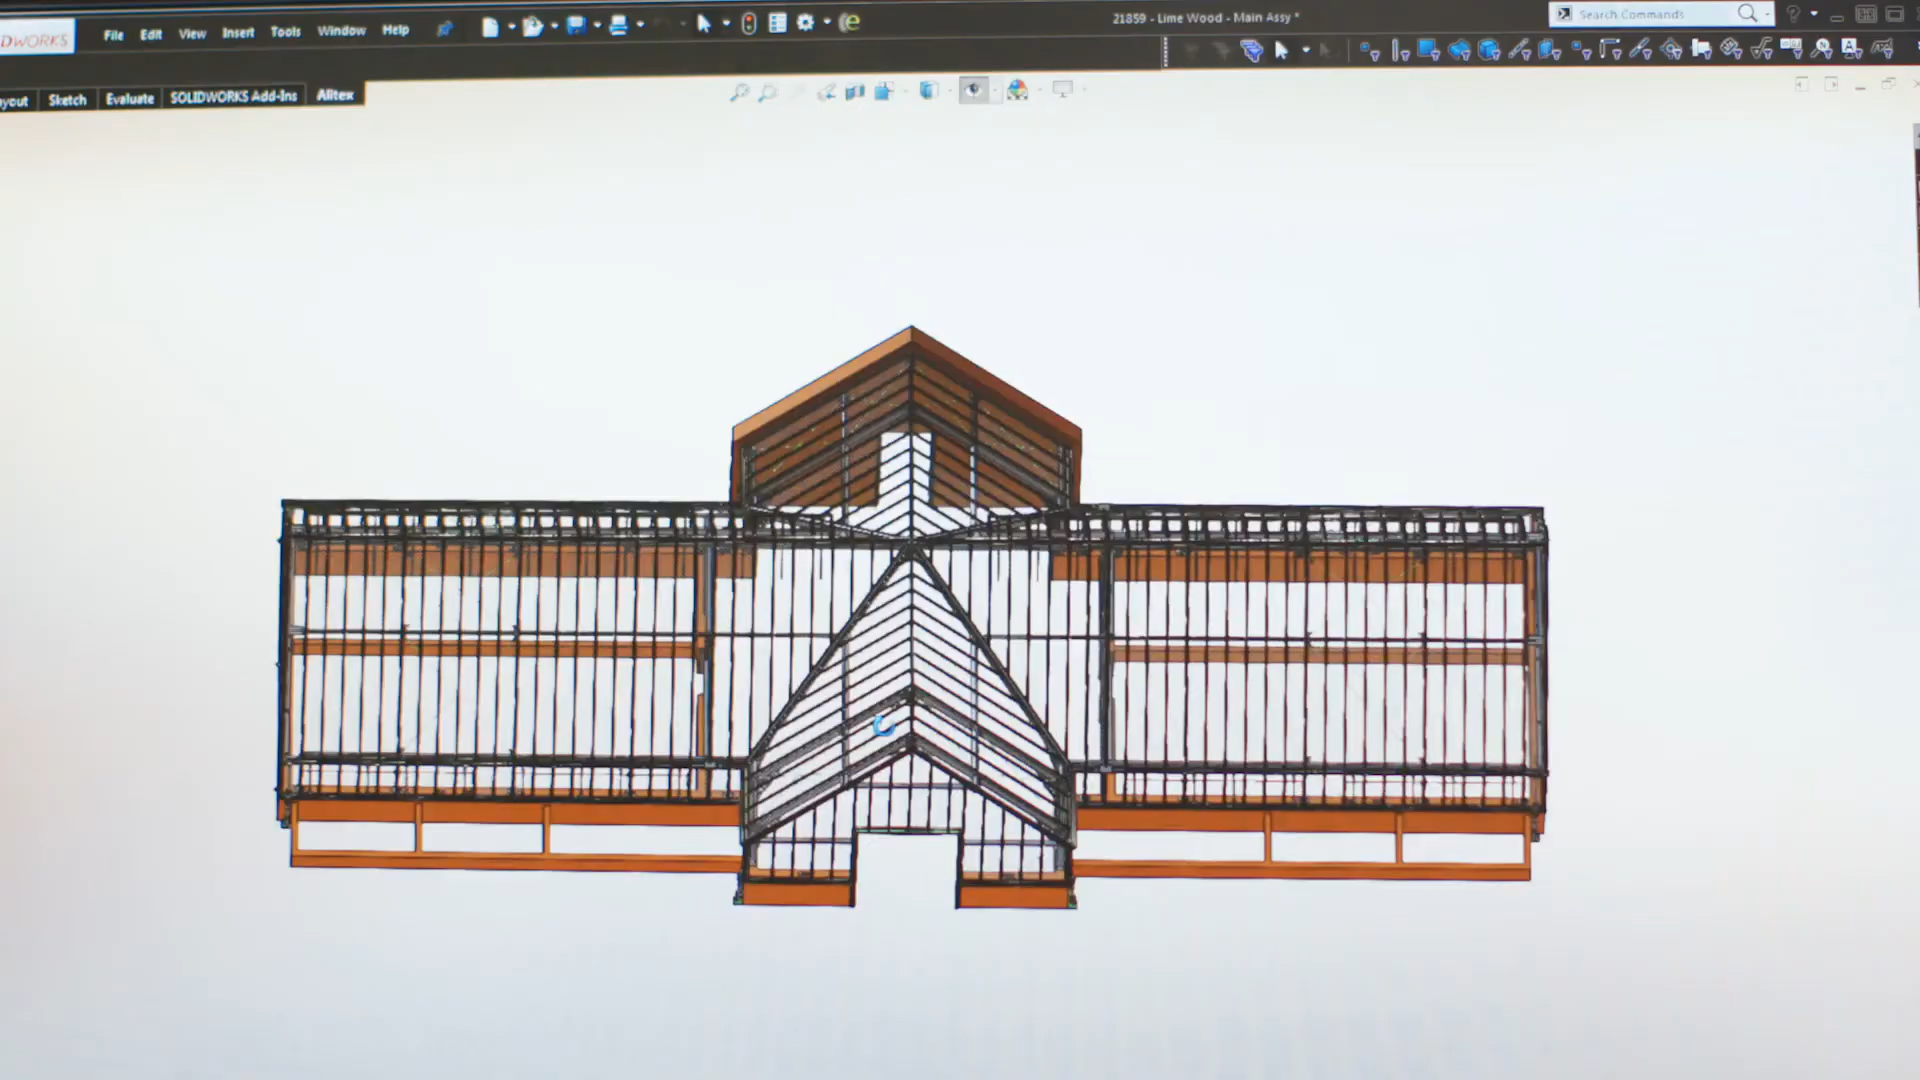 21859 - Lime Wood - Main Assy *
Search Commands
DWORKS
File Edit View Insert Tools Window Help
yout Sketch Evaluate SOLIDWORKS Add-Ins Alltex